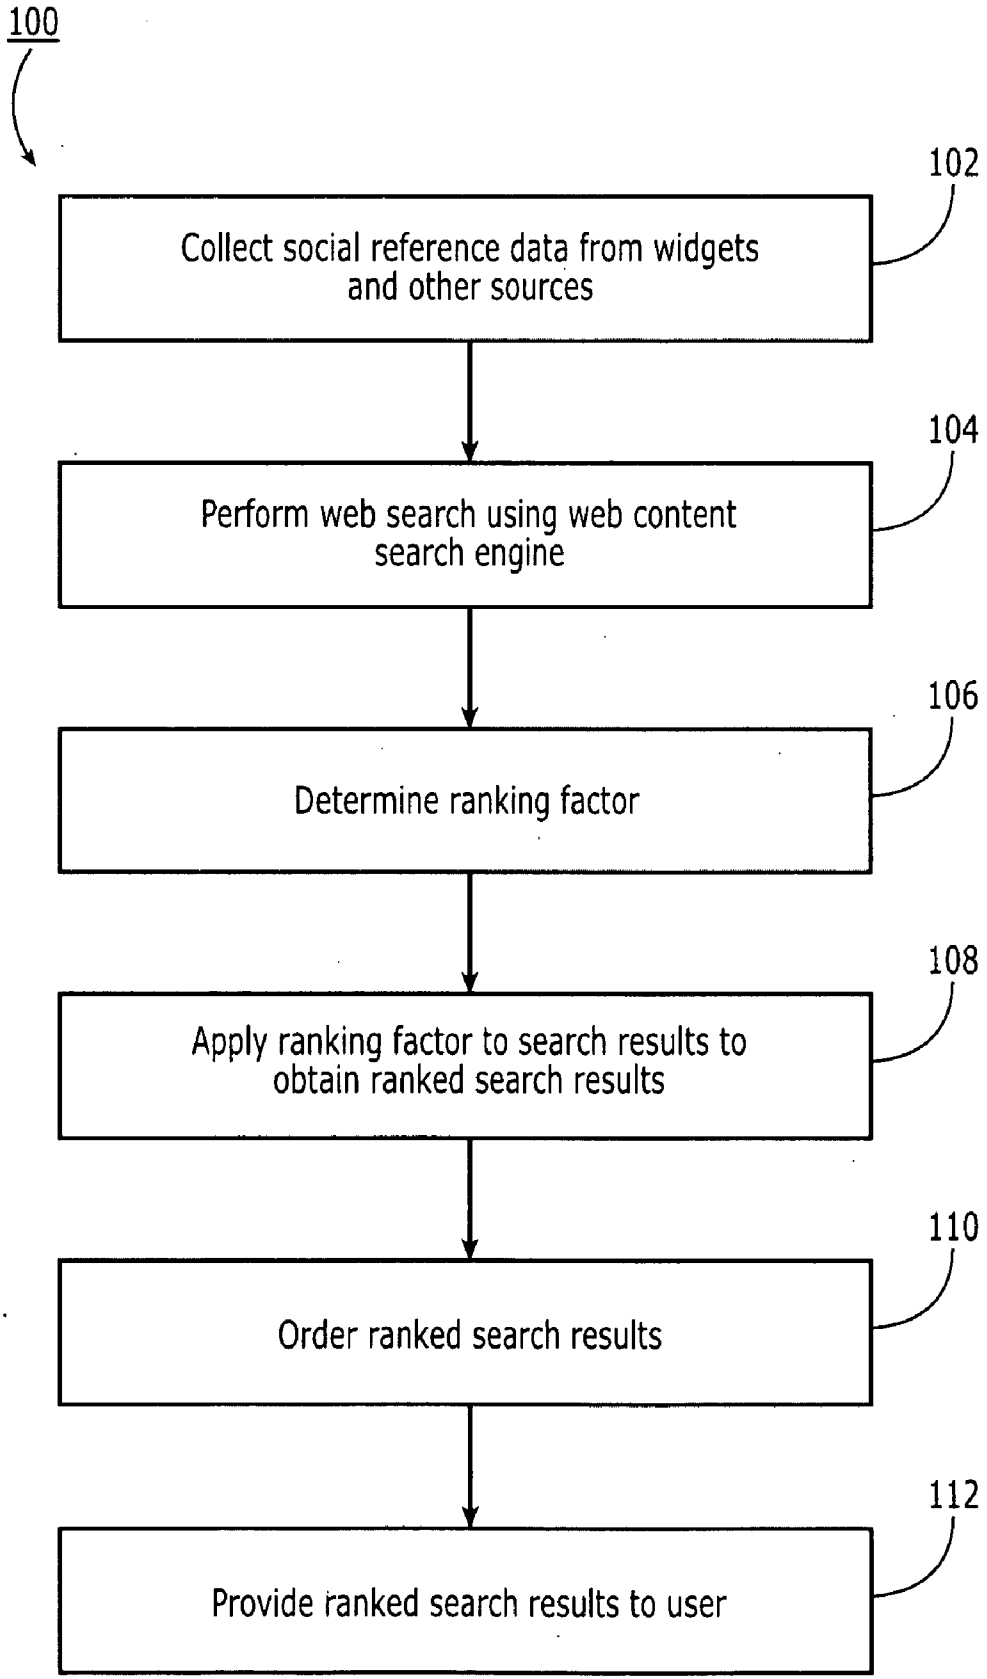 100
102
Collect social reference data from widgets
and other sources
104
Perform web search using web content
search engine
106
Determine ranking factor
108
Apply ranking factor to search results to
obtain ranked search results
110
Order ranked search results
112
Provide ranked search results to user